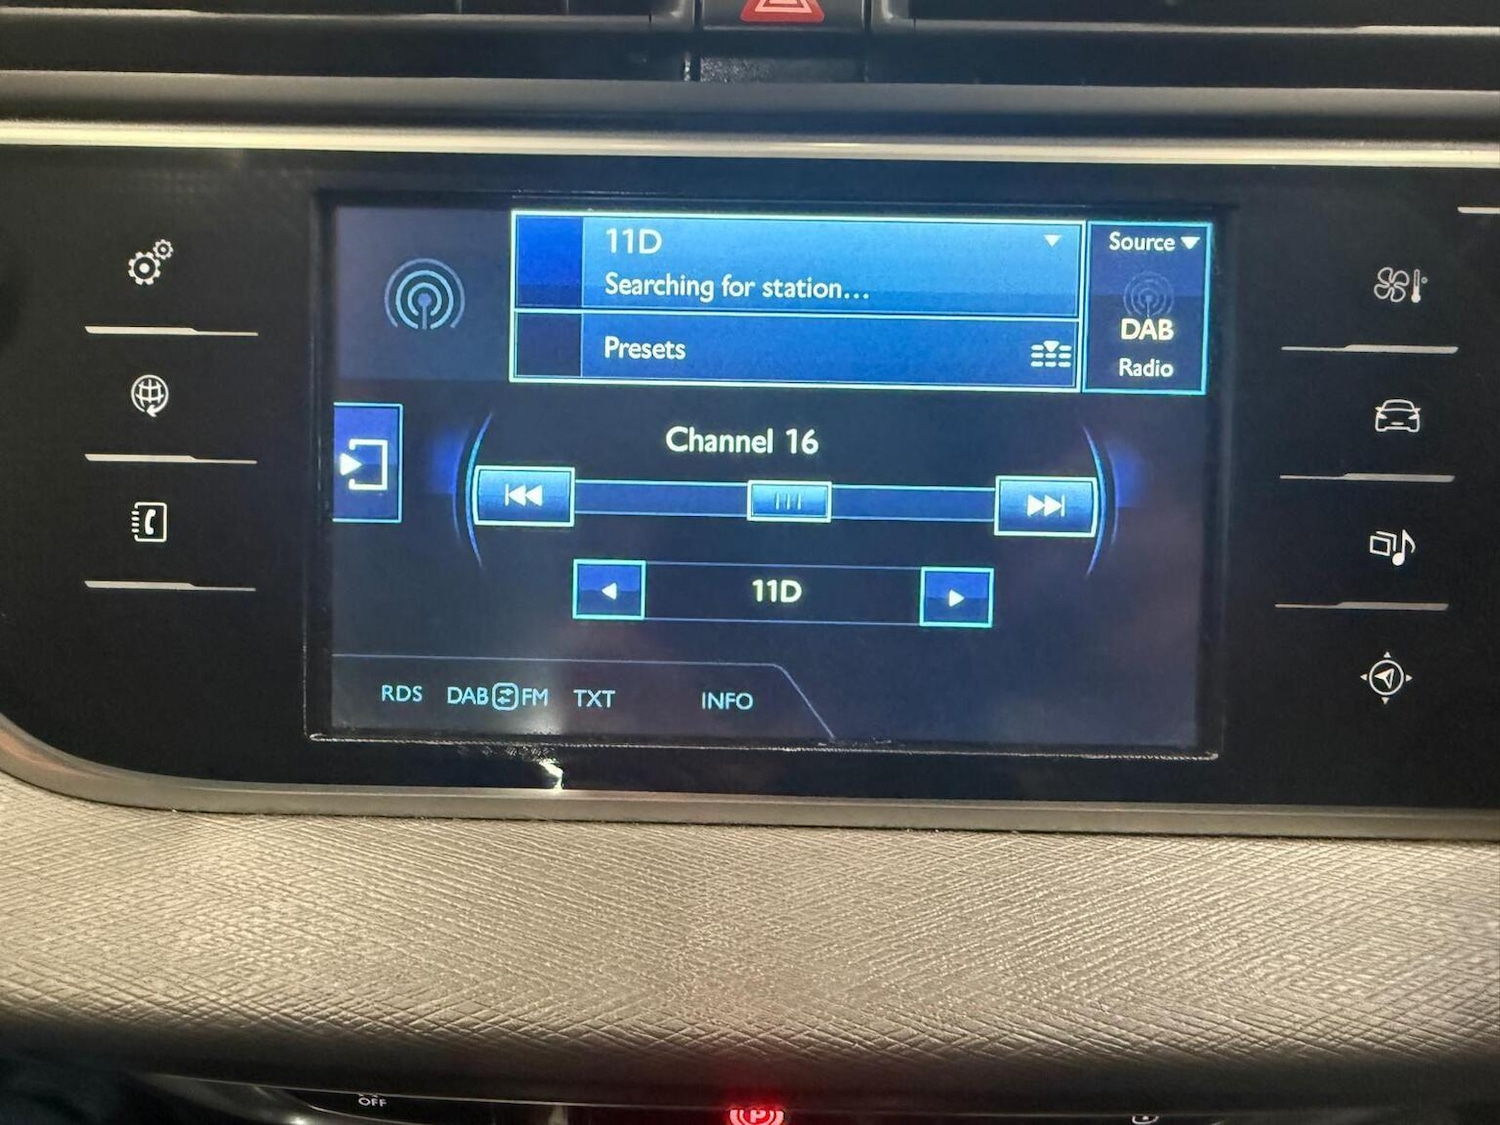 11D
Searching for station...
Presets
Source
DAB
Radio
Channel 16
11D
RDS DAB FM TXT INFO
OFF
P